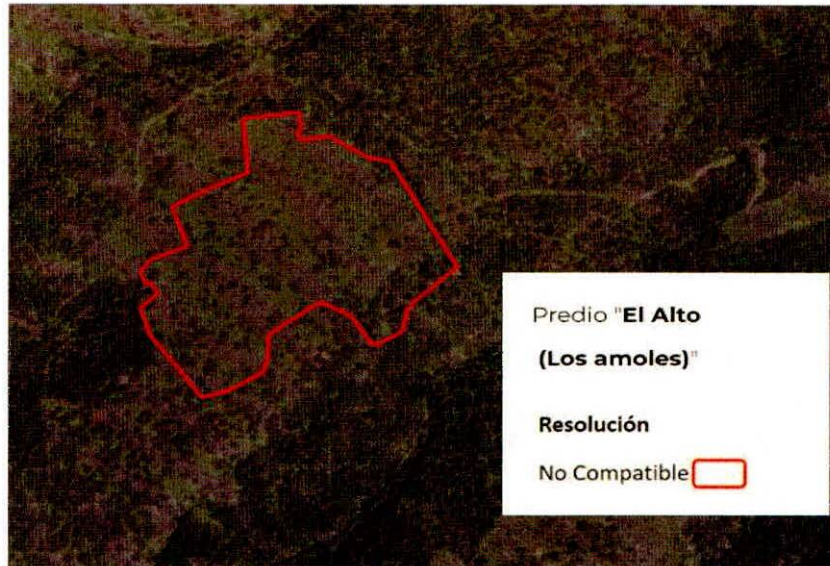 Predio "El Alto
(Los amoles)"
Resolución
No Compatible